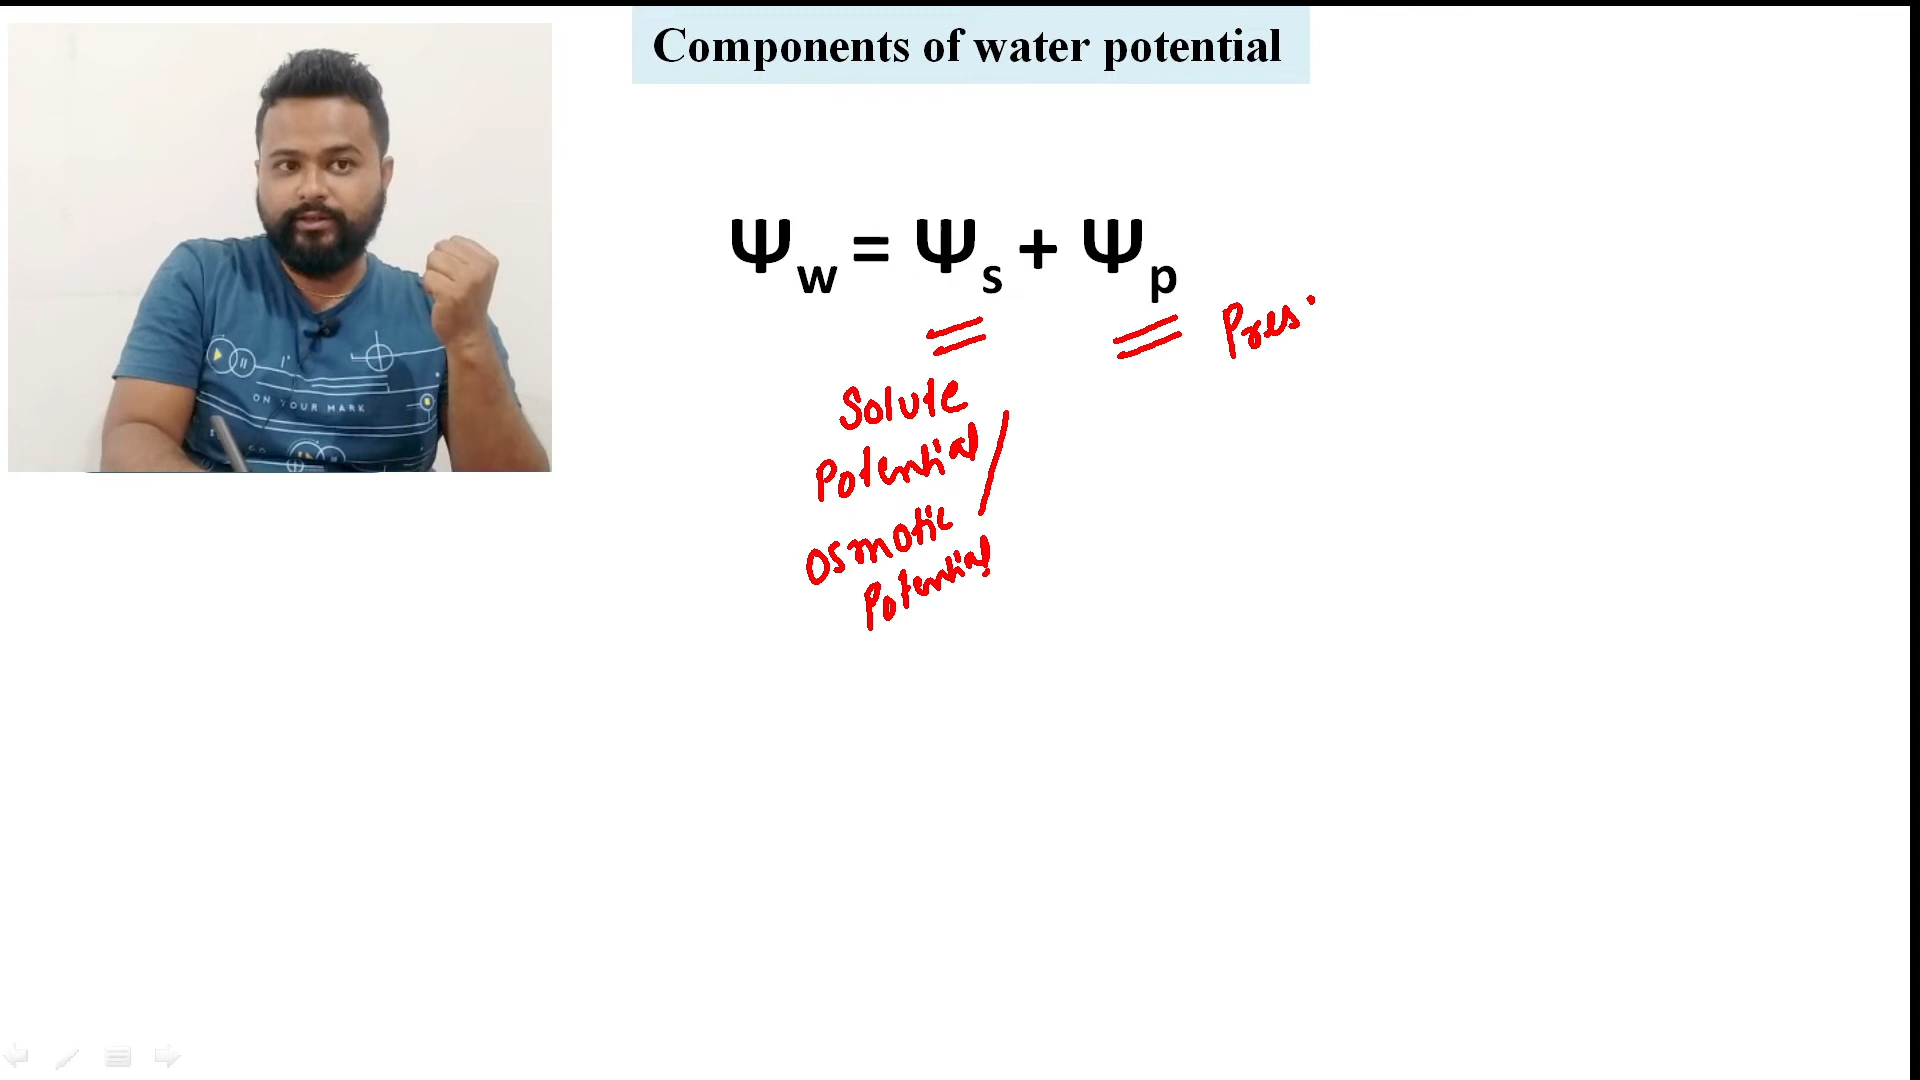 Components of water potential
Ψw = Ψs + Ψp
Pres
Solute
Potential /
Osmotic
Potential
ON YOUR MARK